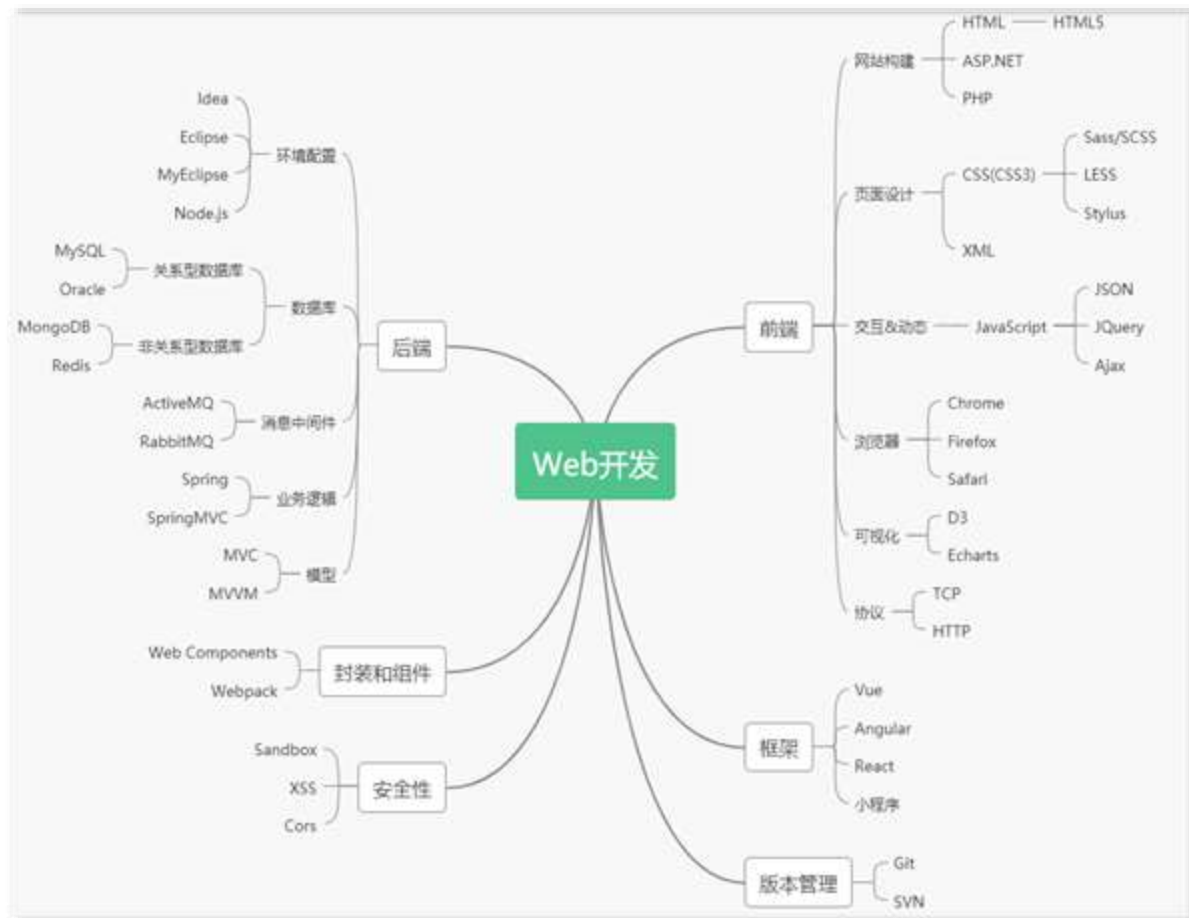 Web开发
前端
网站构建
HTML
HTML5
ASP.NET
PHP
页面设计
CSS(CSS3)
Sass/SCSS
LESS
Stylus
XML
交互&动态
JavaScript
JSON
JQuery
Ajax
浏览器
Chrome
Firefox
Safari
可视化
D3
Echarts
协议
TCP
HTTP
框架
Vue
Angular
React
小程序
版本管理
Git
SVN
后端
环境配置
Idea
Eclipse
MyEclipse
Node.js
数据库
关系型数据库
MySQL
Oracle
非关系型数据库
MongoDB
Redis
消息中间件
ActiveMQ
RabbitMQ
业务逻辑
Spring
SpringMVC
模型
MVC
MVVM
封装和组件
Web Components
Webpack
安全性
Sandbox
XSS
Cors